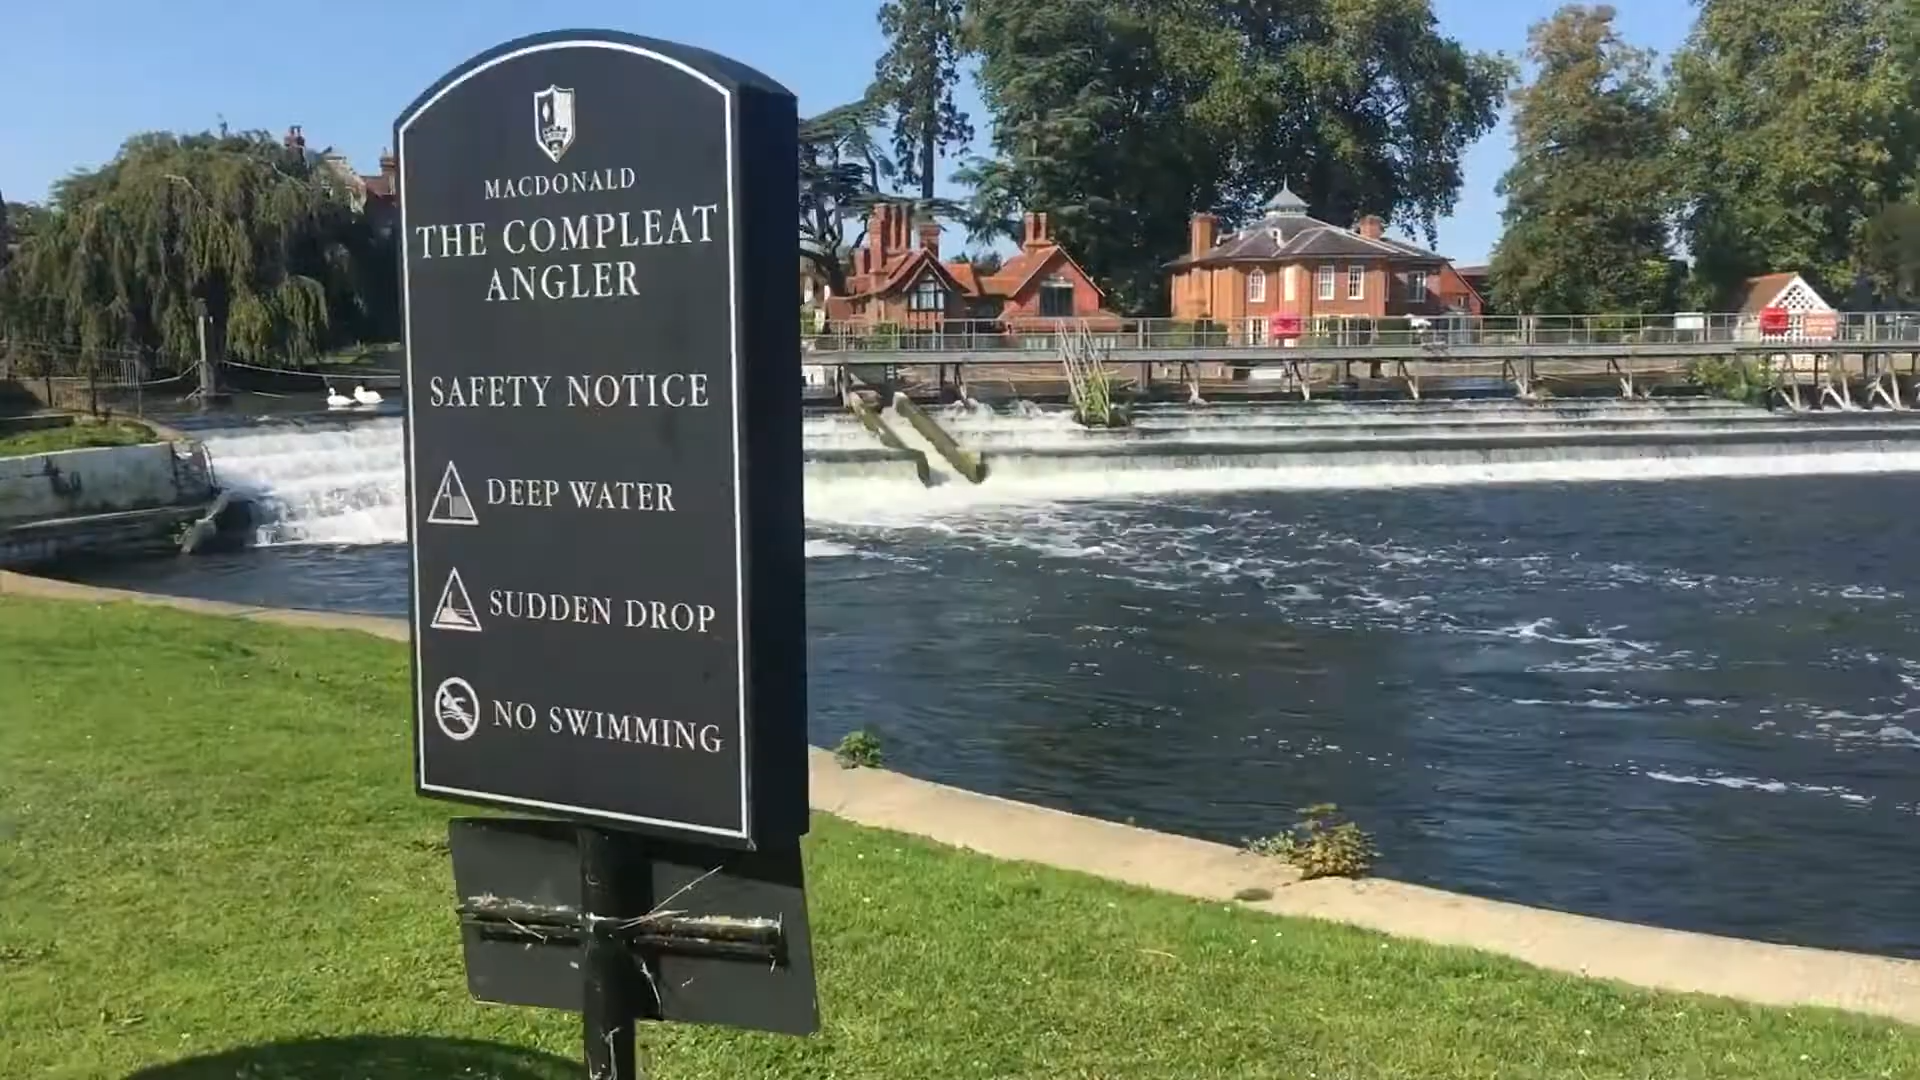 MACDONALD
THE COMPLEAT
ANGLER
SAFETY NOTICE
DEEP WATER
SUDDEN DROP
NO SWIMMING